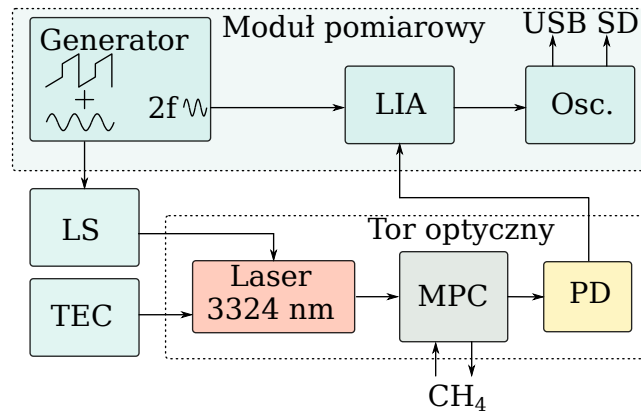 Moduł pomiarowy
USB SD
Generator
+
2f
LIA
Osc.
LS
Tor optyczny
Laser
3324 nm
MPC
PD
TEC
CH₄